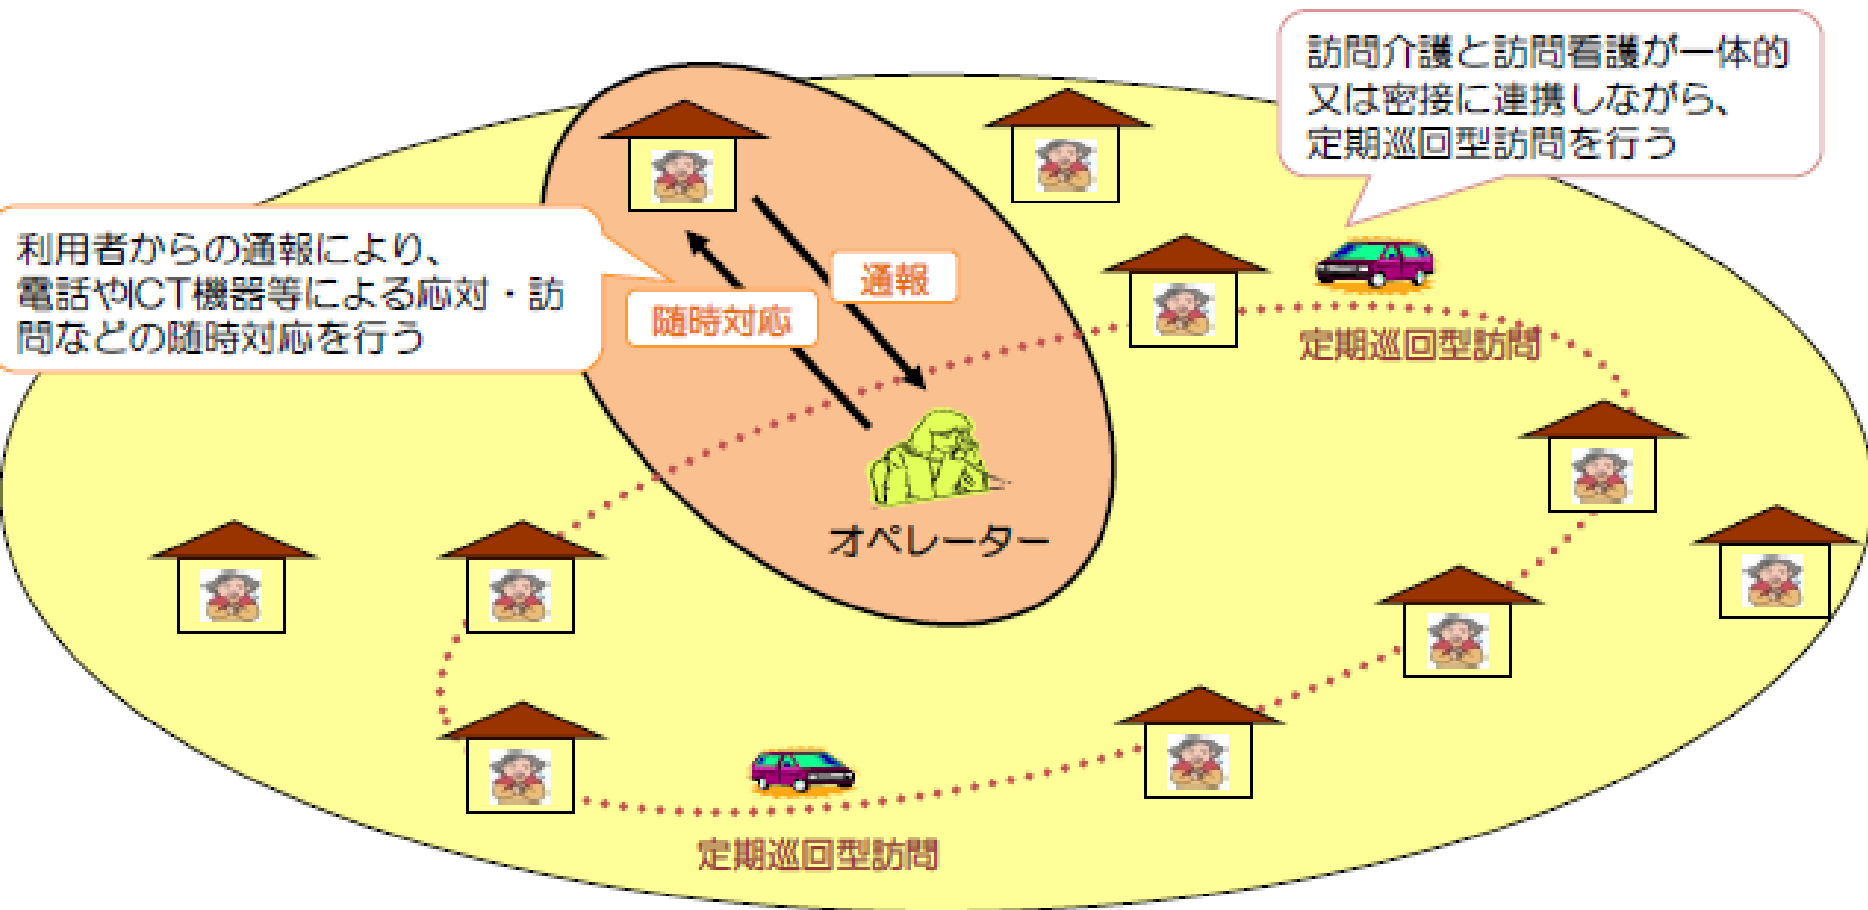 訪問介護と訪問看護が一体的
又は密接に連携しながら、
定期巡回型訪問を行う
利用者からの通報により、
電話やICT機器等による応対・訪
問などの随時対応を行う
通報
随時対応
定期巡回型訪問
オペレーター
定期巡回型訪問